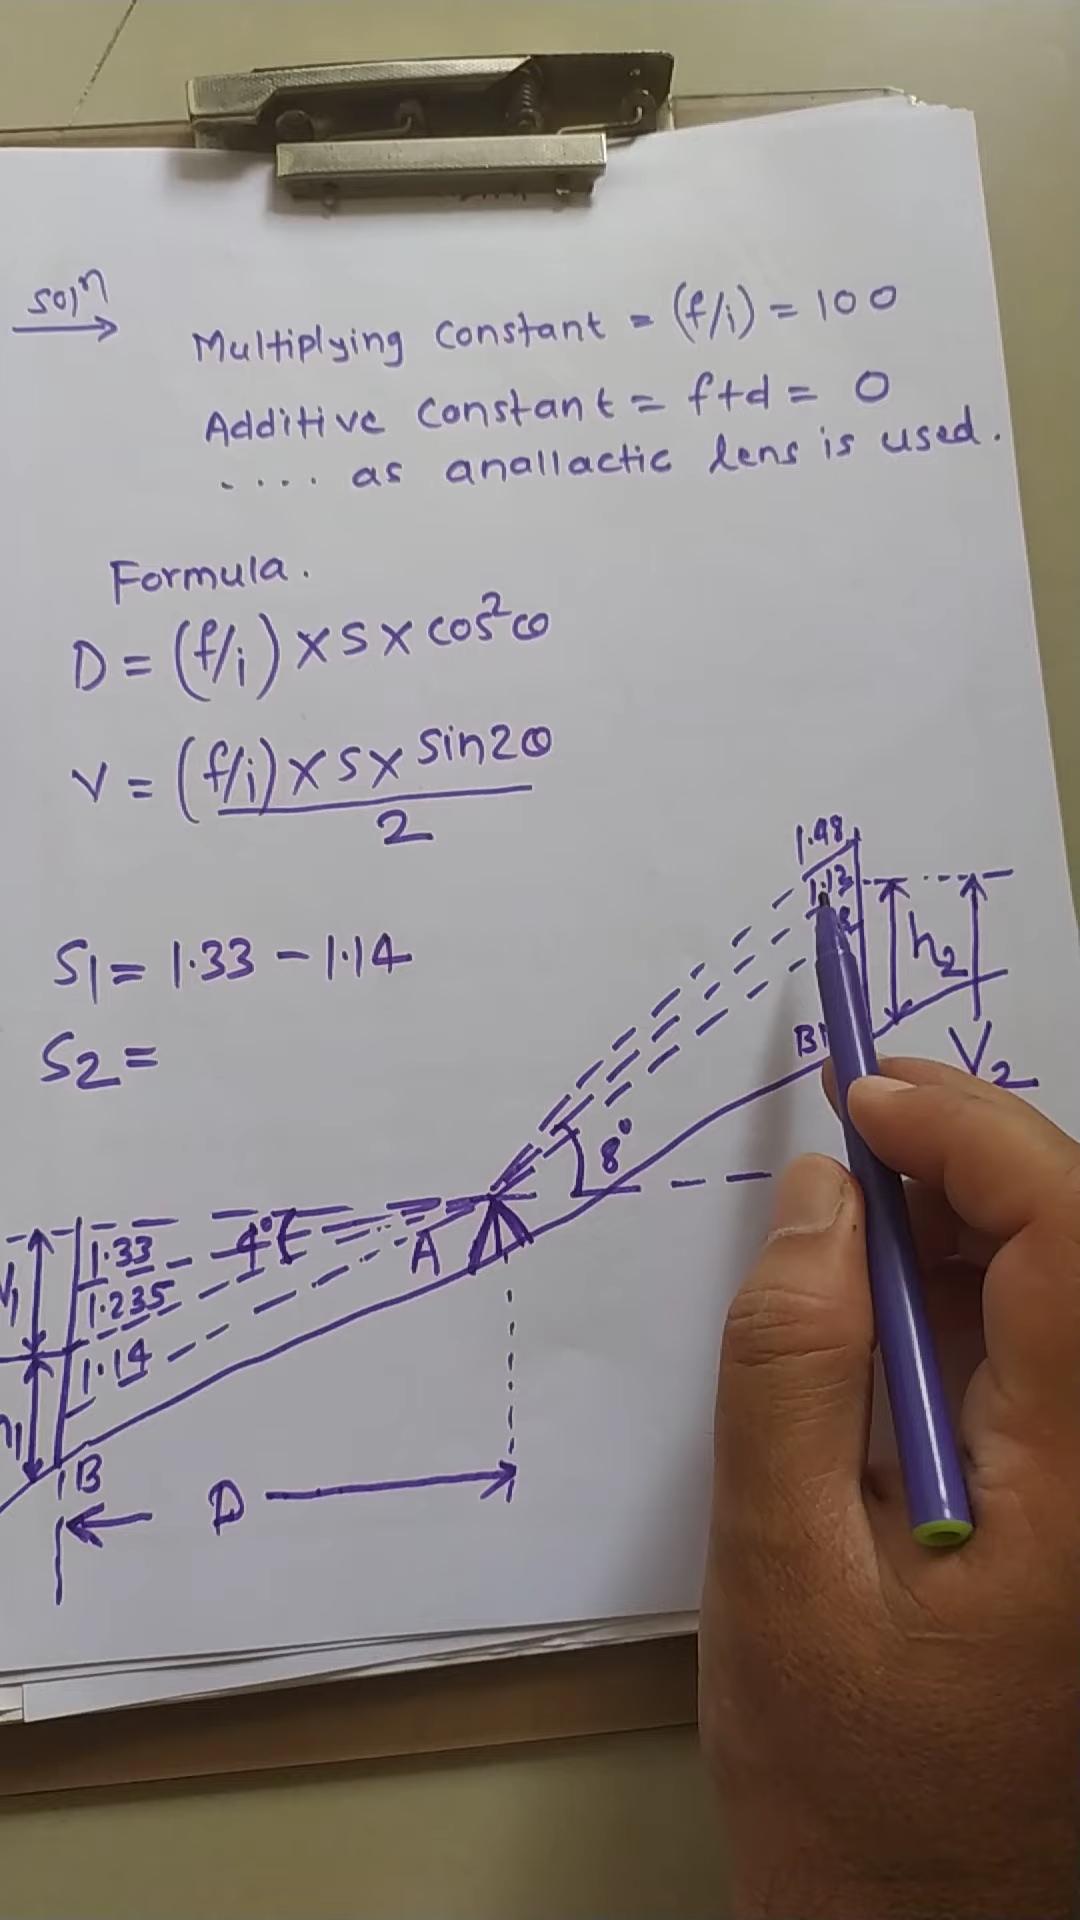 solⁿ
Multiplying Constant = (f/i) = 100
Additive Constant = f+d = 0
.... as anallactic lens is used.
Formula.
D = (f/i) x S x cos²θ
V = (f/i) x S x sin2θ
2
S1 = 1.33 - 1.14
S2 =
1.48
1.13
h2
V2
8°
4°
A
1.33
1.235
1.14
B
D